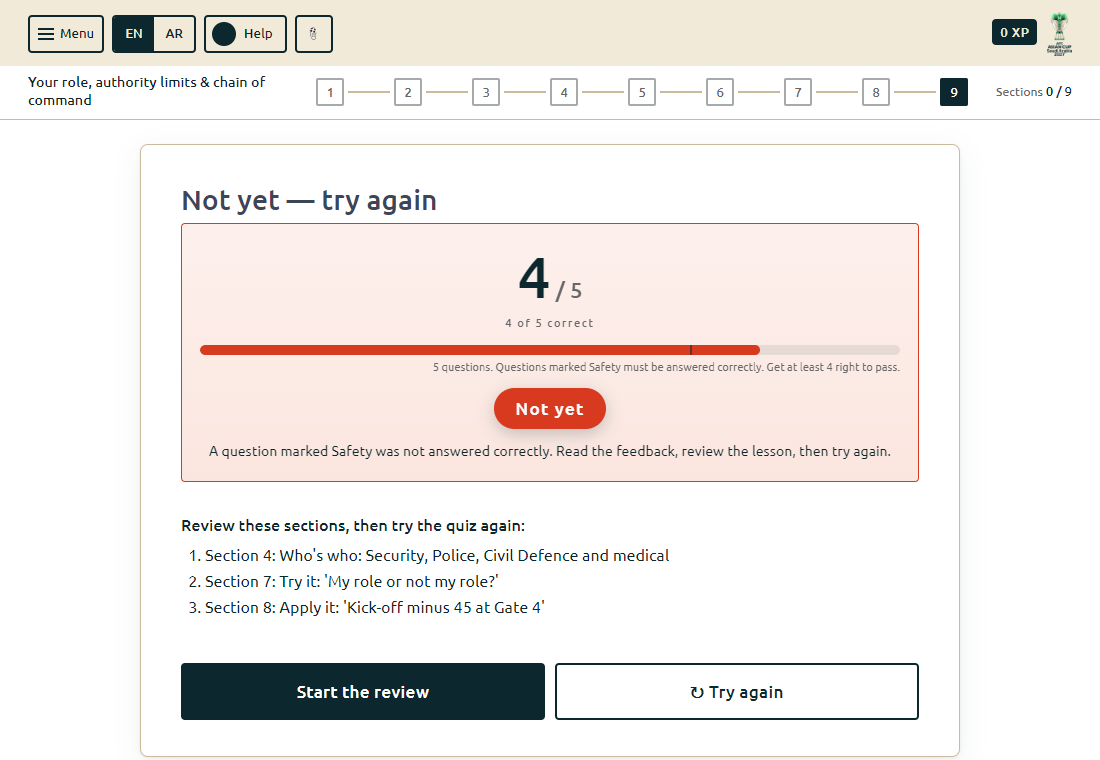 Menu
EN
AR
Help
0 XP
AFC
ASIAN CUP
Saudi Arabia
2027
Your role, authority limits & chain of
command
1
2
3
4
5
6
7
8
9
Sections 0 / 9
Not yet — try again
4 / 5
4 of 5 correct
5 questions. Questions marked Safety must be answered correctly. Get at least 4 right to pass.
Not yet
A question marked Safety was not answered correctly. Read the feedback, review the lesson, then try again.
Review these sections, then try the quiz again:
1. Section 4: Who's who: Security, Police, Civil Defence and medical
2. Section 7: Try it: 'My role or not my role?'
3. Section 8: Apply it: 'Kick-off minus 45 at Gate 4'
Start the review
↻ Try again